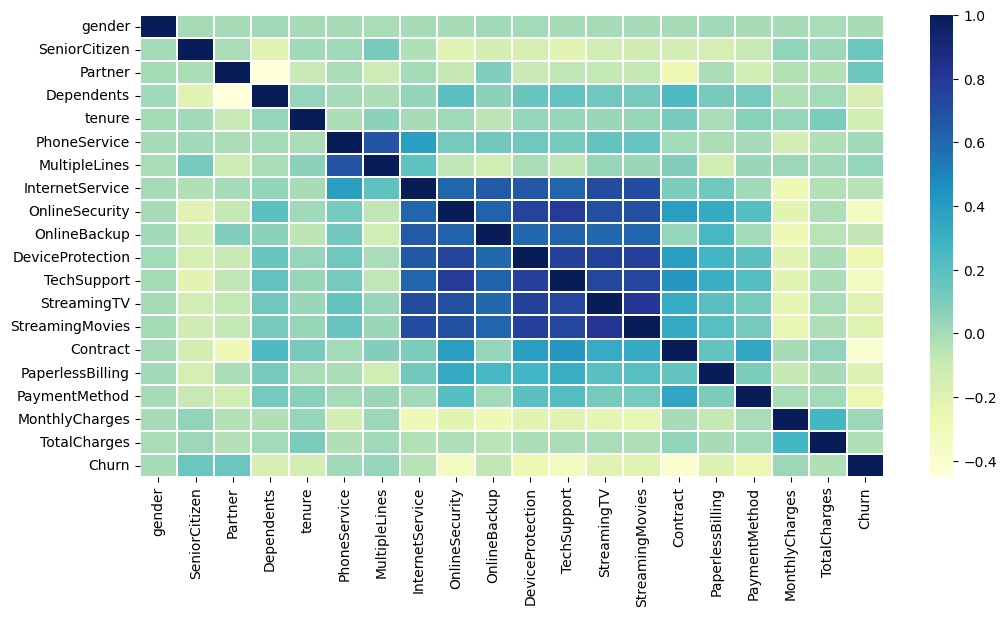 gender
SeniorCitizen
Partner
Dependents
tenure
PhoneService
MultipleLines
InternetService
OnlineSecurity
OnlineBackup
DeviceProtection
TechSupport
StreamingTV
StreamingMovies
Contract
PaperlessBilling
PaymentMethod
MonthlyCharges
TotalCharges
Churn
gender
SeniorCitizen
Partner
Dependents
tenure
PhoneService
MultipleLines
InternetService
OnlineSecurity
OnlineBackup
DeviceProtection
TechSupport
StreamingTV
StreamingMovies
Contract
PaperlessBilling
PaymentMethod
MonthlyCharges
TotalCharges
Churn
1.0
0.8
0.6
0.4
0.2
0.0
−0.2
−0.4